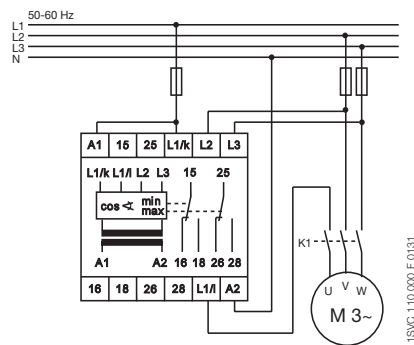 50-60 Hz
L1
L2
L3
N
A1 15 25 L1/k L2 L3
L1/k L1/l L2 L3 15 25
cos ∢ min
max
A1 A2 16 18 26 28
16 18 26 28 L1/l A2
K1
U V W
M 3~
1SVC 110 000 F 0131